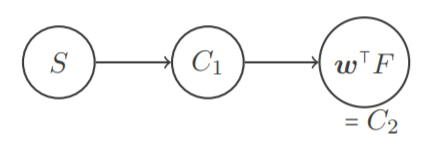 S
C₁
w⊤F
= C₂